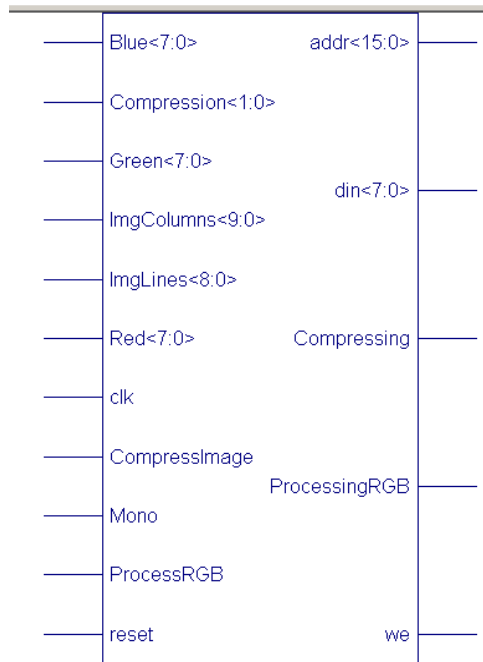 Blue<7:0> addr<15:0>
Compression<1:0>
Green<7:0>
din<7:0>
ImgColumns<9:0>
ImgLines<8:0>
Red<7:0> Compressing
clk
CompressImage
ProcessingRGB
Mono
ProcessRGB
reset we